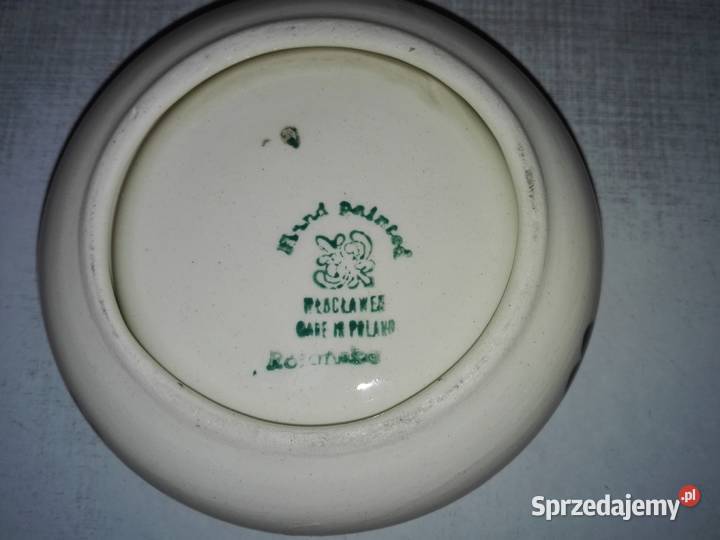 Hand Painted
WŁOCŁAWEK
MADE IN POLAND
Sprzedajemy.pl